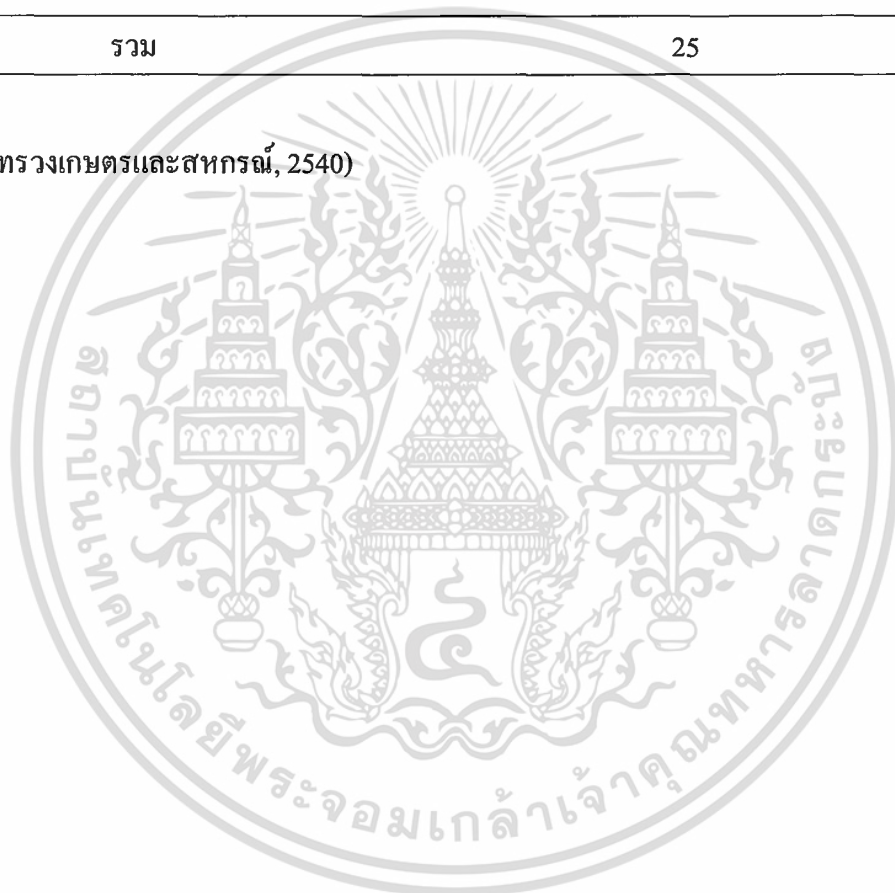 รวม 25
ทรวงเกษตรและสหกรณ์, 2540)
สถาบันเทคโนโลยีพระจอมเกล้าเจ้าคุณทหารลาดกระบัง